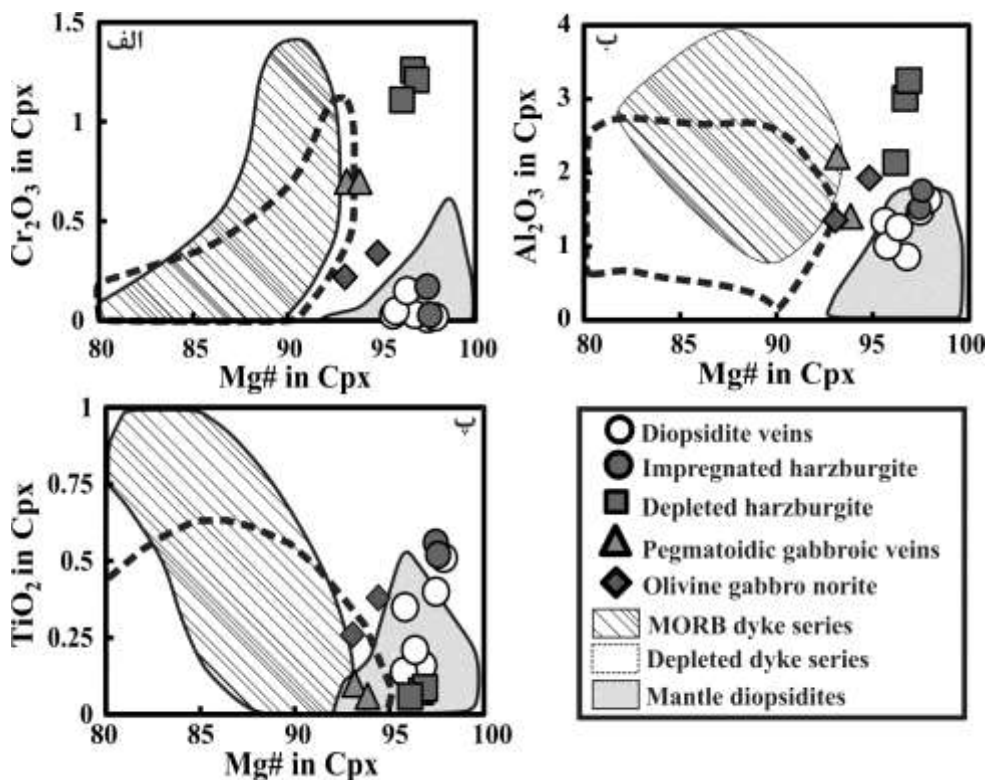 الف
1.5
1
0.5
0
Cr₂O₃ in Cpx
80 85 90 95 100
Mg# in Cpx
ب
4
3
2
1
0
Al₂O₃ in Cpx
80 85 90 95 100
Mg# in Cpx
پ
1
0.75
0.5
0.25
0
TiO₂ in Cpx
80 85 90 95 100
Mg# in Cpx
Diopsidite veins
Impregnated harzburgite
Depleted harzburgite
Pegmatoidic gabbroic veins
Olivine gabbro norite
MORB dyke series
Depleted dyke series
Mantle diopsidites